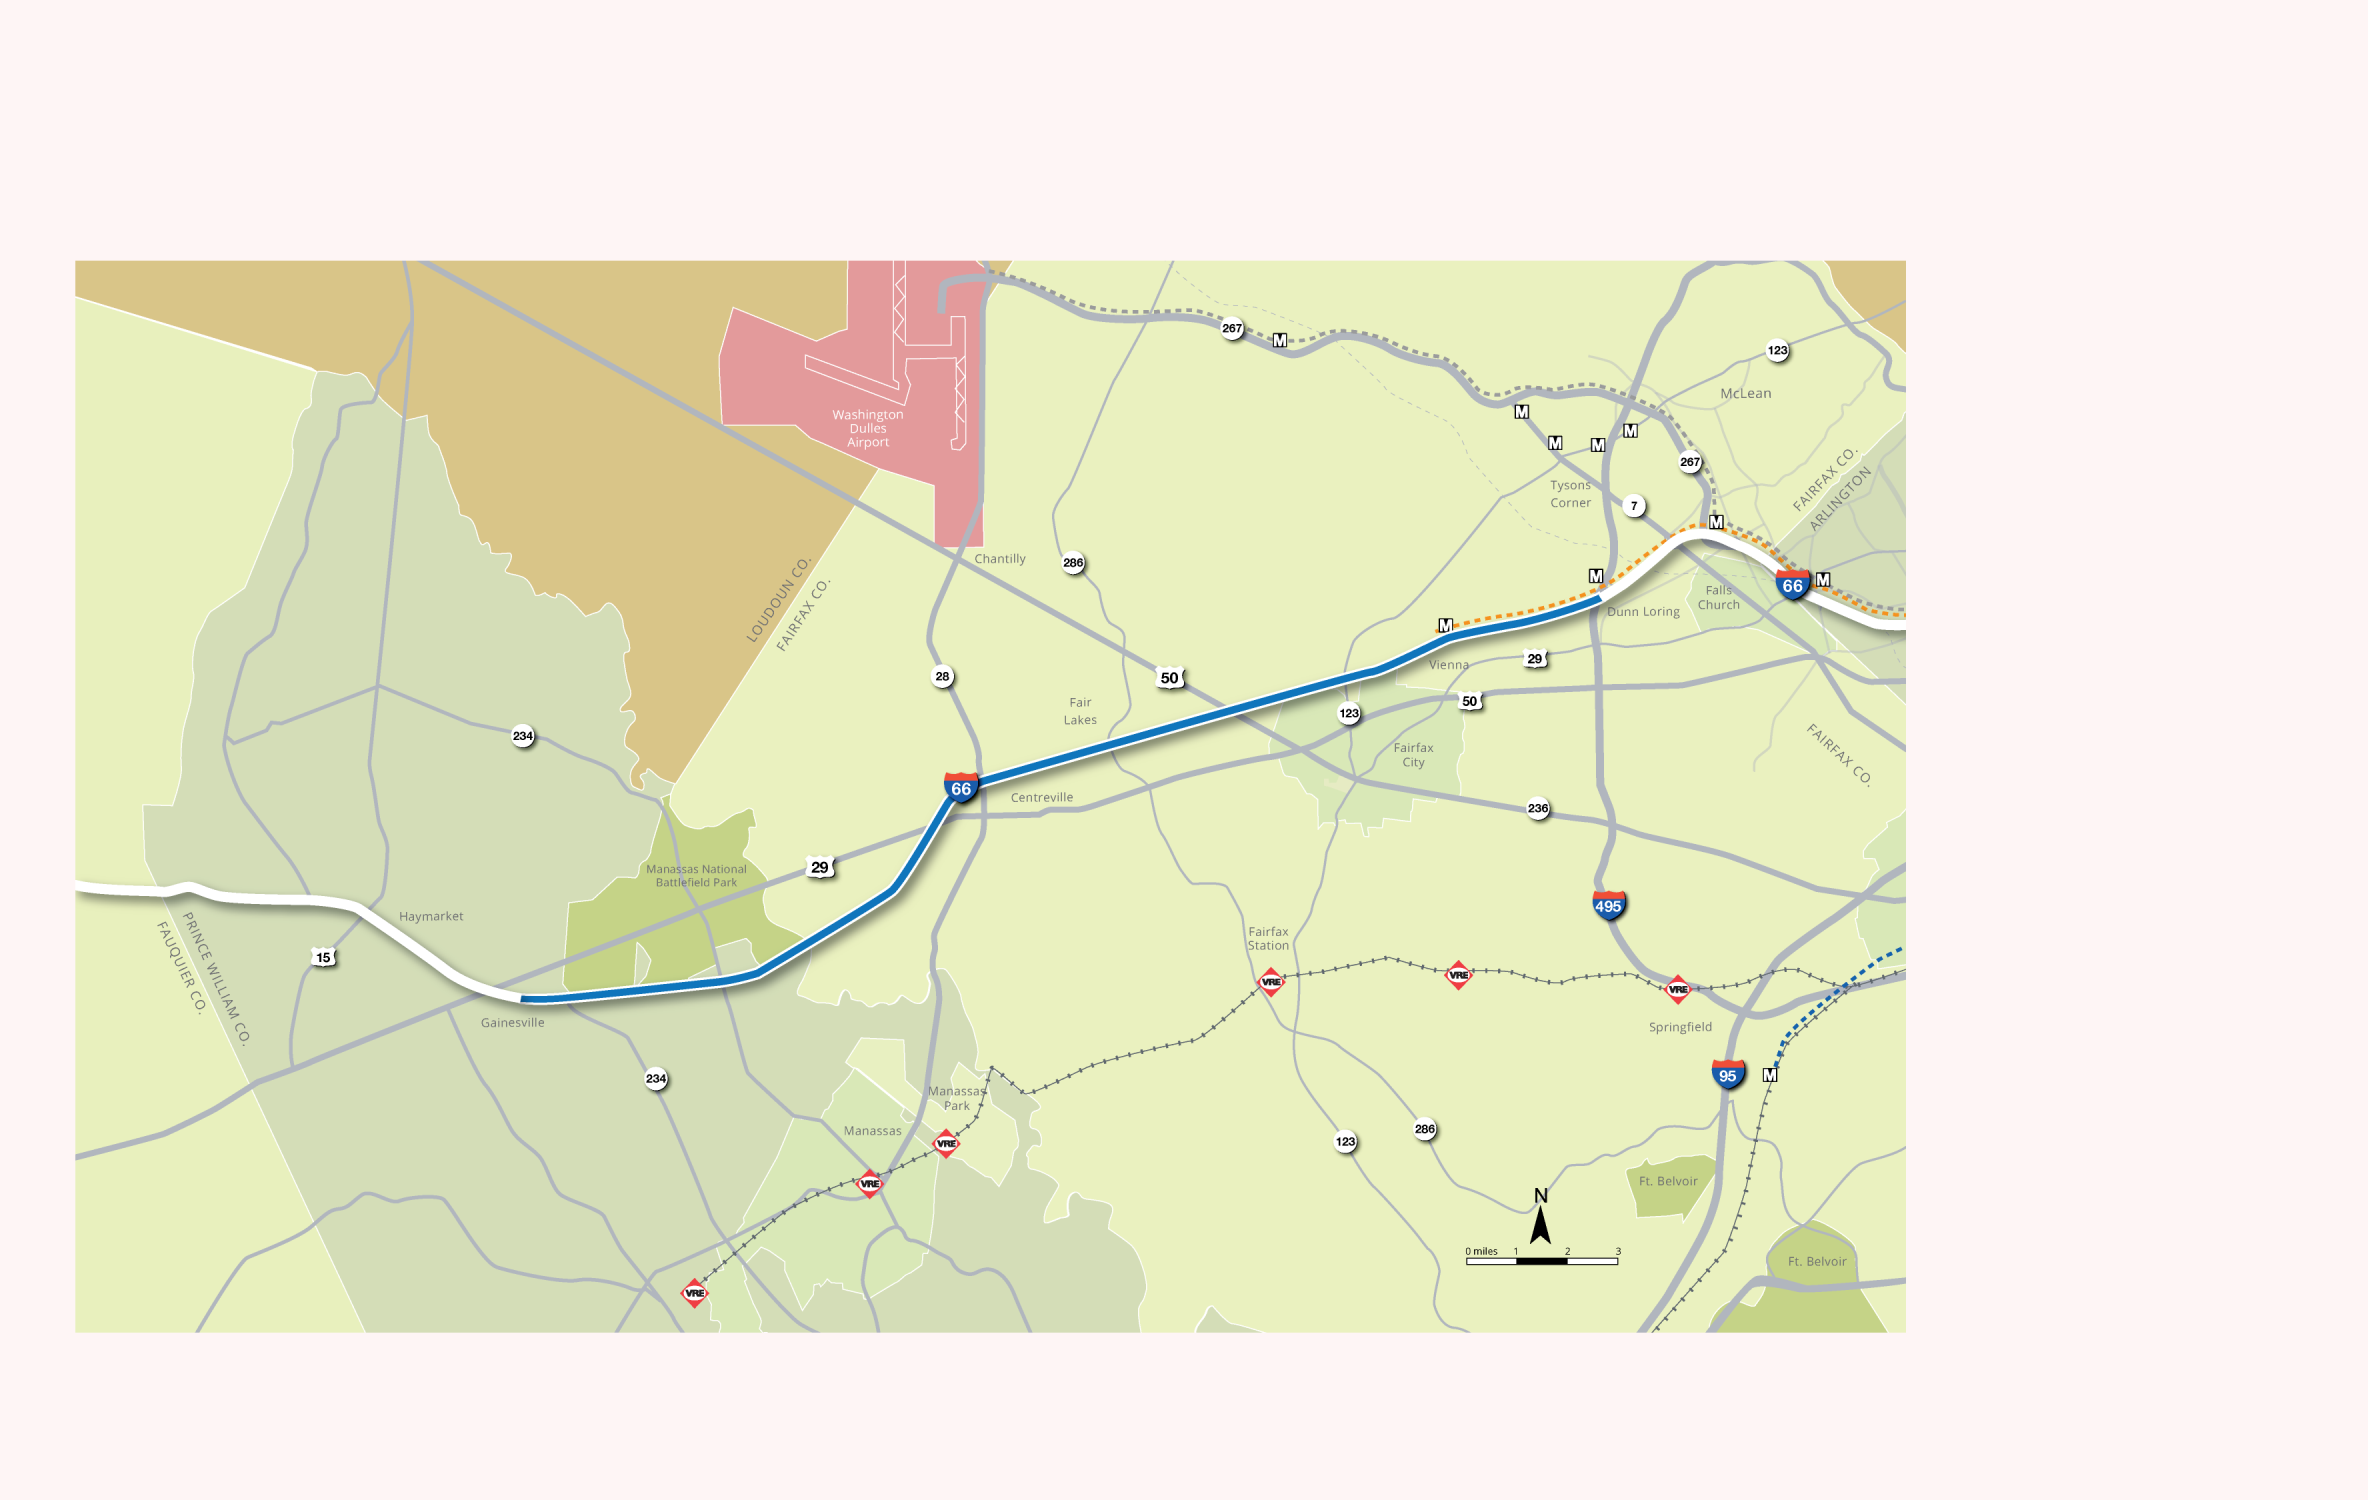 267
M
123
McLean
M
Washington
Dulles
Airport
M
M
M
267
FAIRFAX CO.
ARLINGTON
Tysons
Corner
7
M
Chantilly
286
LOUDOUN CO.
FAIRFAX CO.
M
66
M
Falls
Church
Dunn Loring
M
Vienna
29
28
50
Fair
Lakes
123
50
234
Fairfax
City
FAIRFAX CO.
66
Centreville
236
29
Manassas National
Battlefield Park
495
Haymarket
PRINCE WILLIAM CO.
FAUQUIER CO.
15
Fairfax
Station
VRE
VRE
VRE
Gainesville
Springfield
234
95
M
Manassas
Park
Manassas
VRE
123
286
VRE
Ft. Belvoir
N
0 miles 1 2 3
Ft. Belvoir
VRE